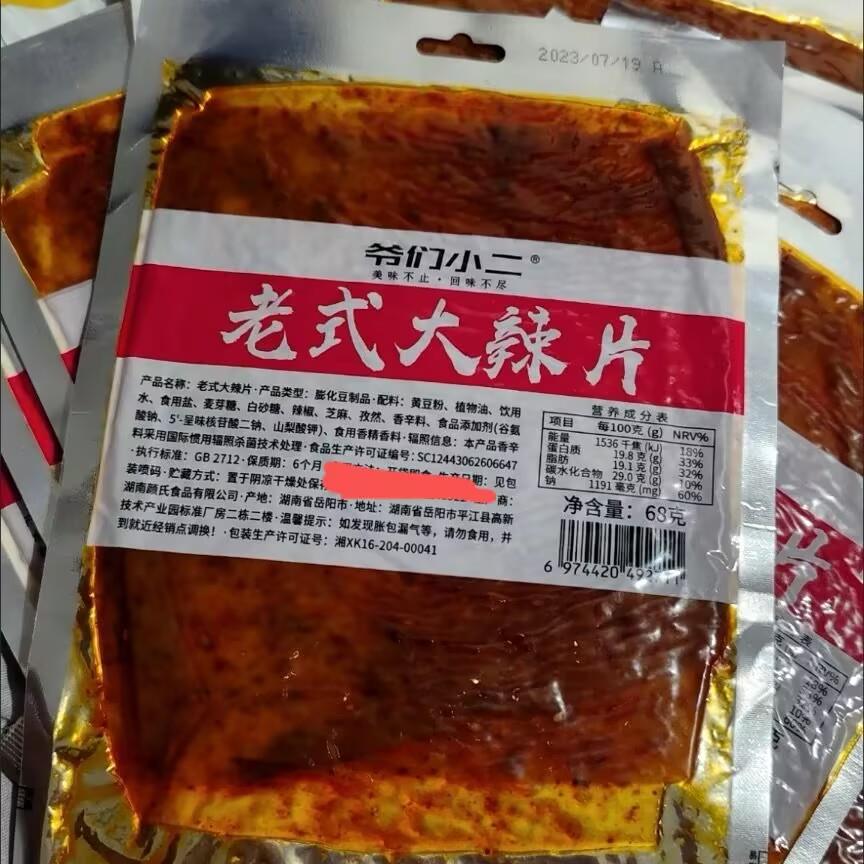 2023/07/19 A
爷们小二®
美味不止·回味不尽
老式大辣片
产品名称：老式大辣片·产品类型：膨化豆制品·配料：黄豆粉、植物油、饮用
水、食用盐、麦芽糖、白砂糖、辣椒、芝麻、孜然、香辛料、食品添加剂(谷氨
酸钠、5'-呈味核苷酸二钠、山梨酸钾)、食用香精香料·辐照信息：本产品香辛
料采用国际惯用辐照杀菌技术处理·食品生产许可证编号：SC12443062606647
·执行标准：GB 2712·保质期：6个月 日期：见包
装喷码·贮藏方式：置于阴凉干燥处保 商：
湖南颜氏食品有限公司·产地：湖南省岳阳市·地址：湖南省岳阳市平江县高新
技术产业园标准厂房二栋二楼·温馨提示：如发现胀包漏气等，请勿食用，并
到就近经销点调换！·包装生产许可证号：湘XK16-204-00041
营养成分表
项目 每100克(g) NRV%
能量 1536 千焦(kJ) 18%
蛋白质 19.8 克(g) 33%
脂肪 19.1 克(g) 32%
碳水化合物 29.0 克(g) 10%
钠 1191 毫克(mg) 60%
净含量：68克
6 974420
片